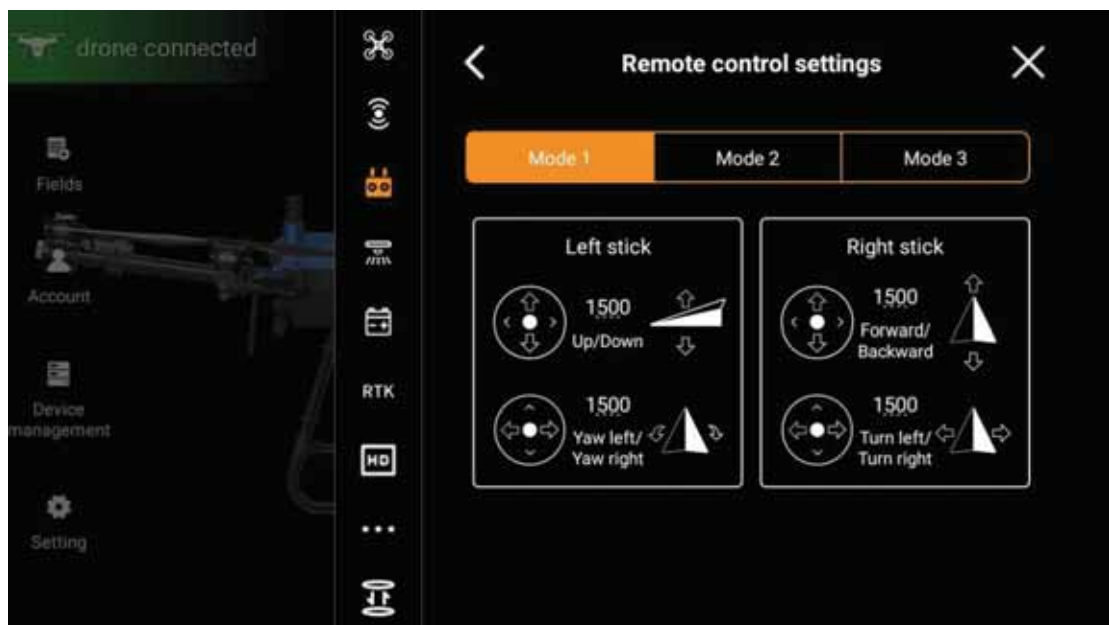 drone connected
Fields
Account
Device
management
Setting
RTK
HD
Remote control settings
Mode 1
Mode 2
Mode 3
Left stick
1500
Up/Down
1500
Yaw left/
Yaw right
Right stick
1500
Forward/
Backward
1500
Turn left/
Turn right